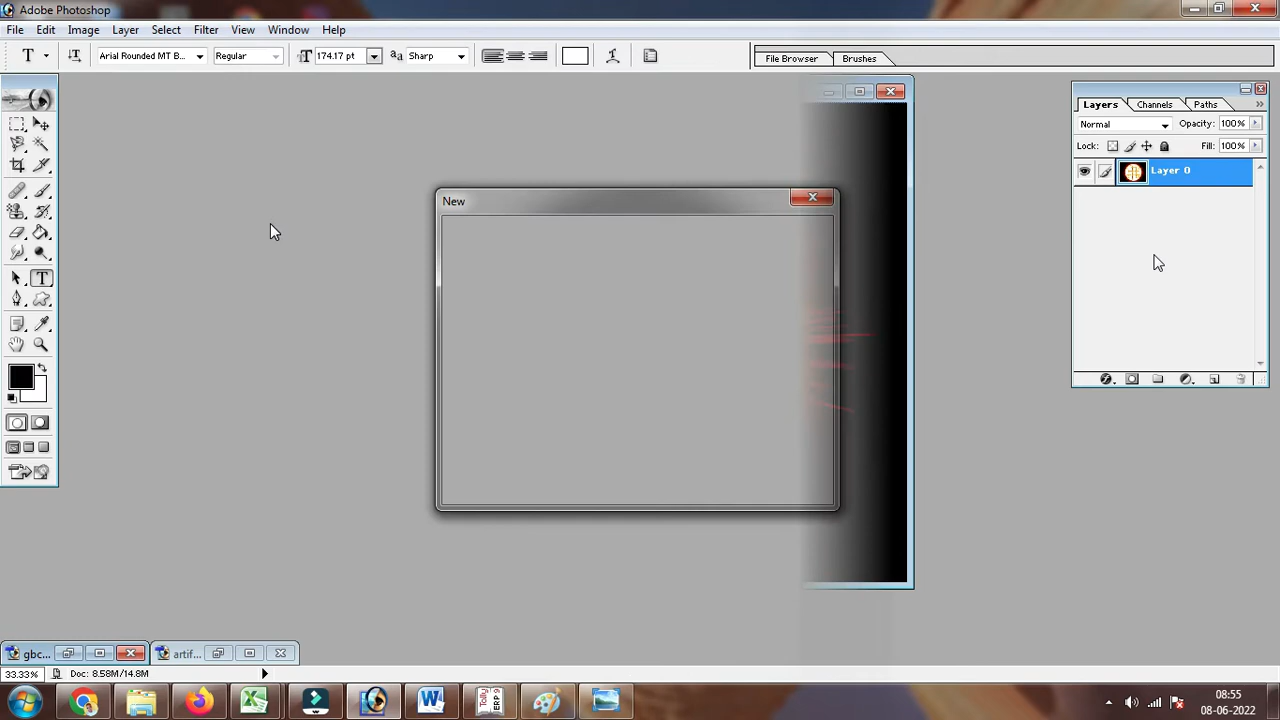 Adobe Photoshop
File Edit Image Layer Select Filter View Window Help
T Arial Rounded MT B... Regular 174.17 pt Sharp
File Browser Brushes
Layers Channels Paths
Normal Opacity: 100%
Lock: Fill: 100%
Layer 0
New
gbc... artif...
33.33% Doc: 8.58M/14.8M
08:55
08-06-2022